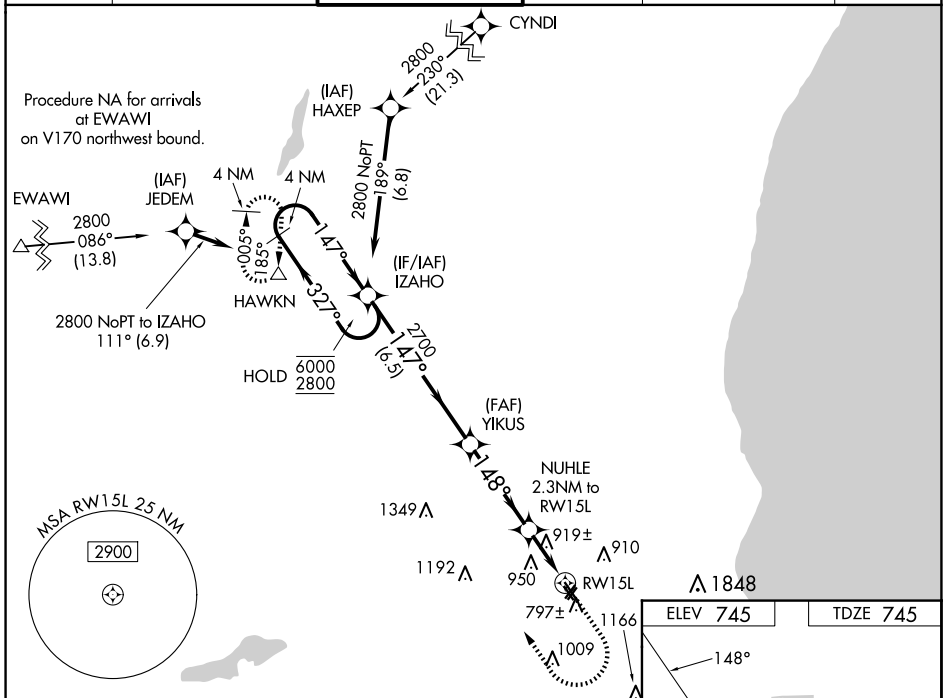 CYNDI
2800
230°
(21.3)
(IAF)
HAXEP
Procedure NA for arrivals
at EWAWI
on V170 northwest bound.
2800 NoPT
189°
(6.8)
4 NM
4 NM
(IAF)
JEDEM
EWAWI
2800
086°
(13.8)
005°
185°
147°
(IF/IAF)
IZAHO
HAWKN
327°
2800 NoPT to IZAHO
111° (6.9)
HOLD
6000
2800
2700
147°
(6.5)
(FAF)
YIKUS
148°
NUHLE
2.3NM to
RW15L
1349
MSA RW15L 25 NM
2900
919±
910
1192
950
RW15L
1848
797±
1166
1009
ELEV 745
TDZE 745
148°